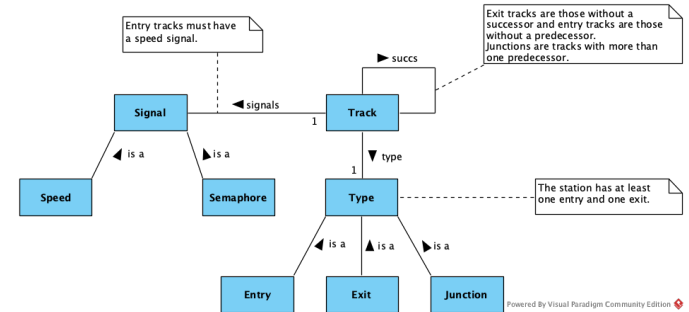 Entry tracks must have
a speed signal.
Exit tracks are those without a
successor and entry tracks are those
without a predecessor.
Junctions are tracks with more than
one predecessor.
succs
Signal
signals
1
Track
is a
is a
type
1
Speed
Semaphore
Type
The station has at least
one entry and one exit.
is a
is a
is a
Entry
Exit
Junction
Powered By Visual Paradigm Community Edition